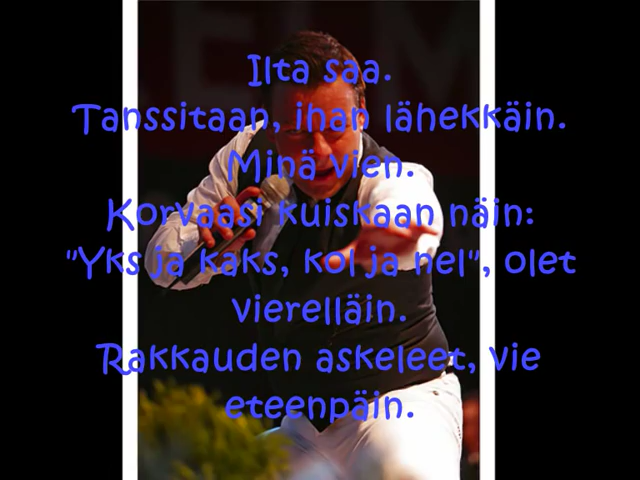 Ilta saa.
Tanssitaan, ihan lähekkäin.
Minä vien.
Korvaasi kuiskaan näin:
"Yks ja kaks, kol ja nel", olet
vierelläin.
Rakkauden askeleet, vie
eteenpäin.